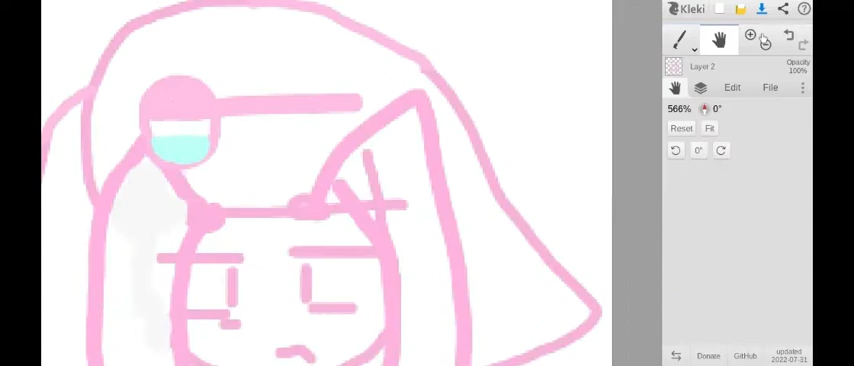 Kleki
Layer 2
Opacity
100%
Edit
File
566%
0°
Reset
Fit
0°
Donate
GitHub
updated
2022-07-31